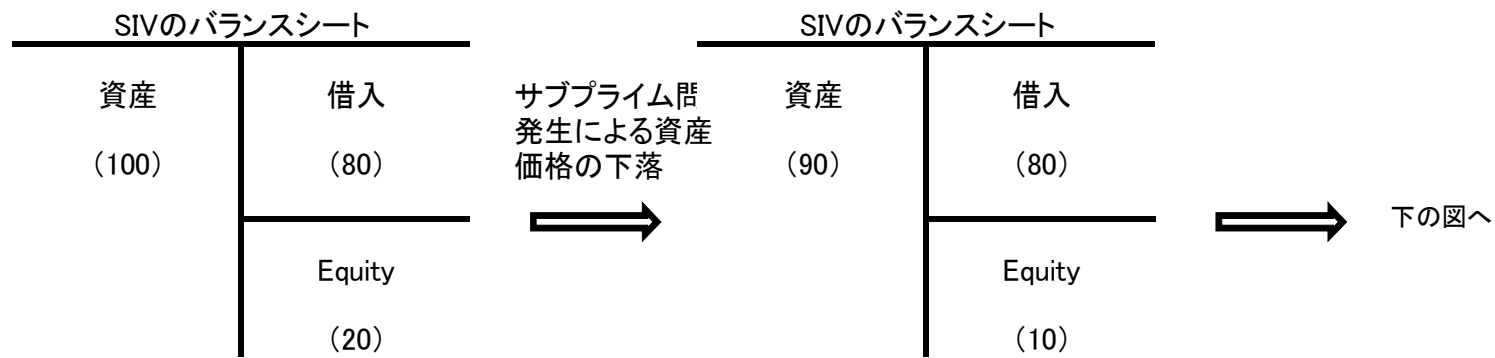 SIVのバランスシート
資産
(100)
借入
(80)
Equity
(20)
サブプライム問
発生による資産
価格の下落
SIVのバランスシート
資産
(90)
借入
(80)
Equity
(10)
下の図へ